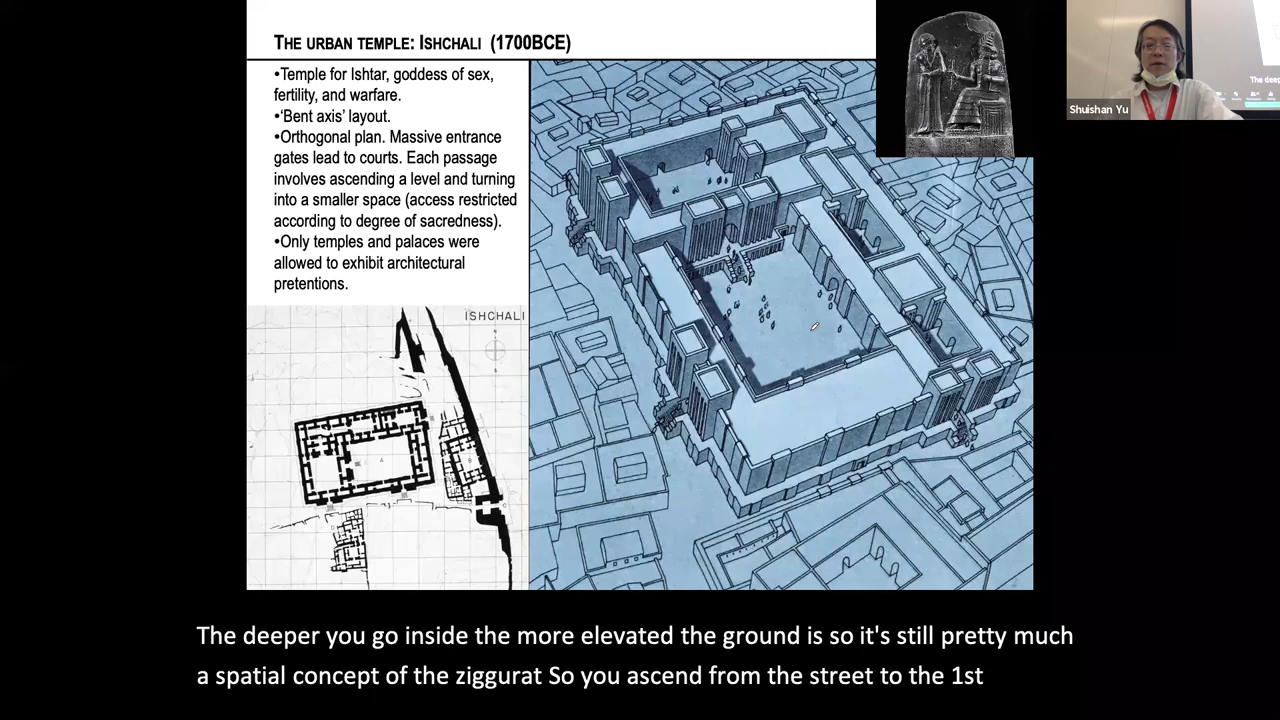 THE URBAN TEMPLE: ISHCHALI (1700BCE)
•Temple for Ishtar, goddess of sex,
fertility, and warfare.
•‘Bent axis’ layout.
•Orthogonal plan. Massive entrance
gates lead to courts. Each passage
involves ascending a level and turning
into a smaller space (access restricted
according to degree of sacredness).
•Only temples and palaces were
allowed to exhibit architectural
pretentions.
ISHCHALI
Shuishan Yu
The deep
The deeper you go inside the more elevated the ground is so it's still pretty much
a spatial concept of the ziggurat So you ascend from the street to the 1st